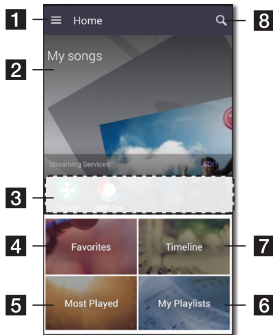 1
Home
8
2
My songs
Streaming Services
EDIT
3
4
Favorites
Timeline
7
5
Most Played
My Playlists
6